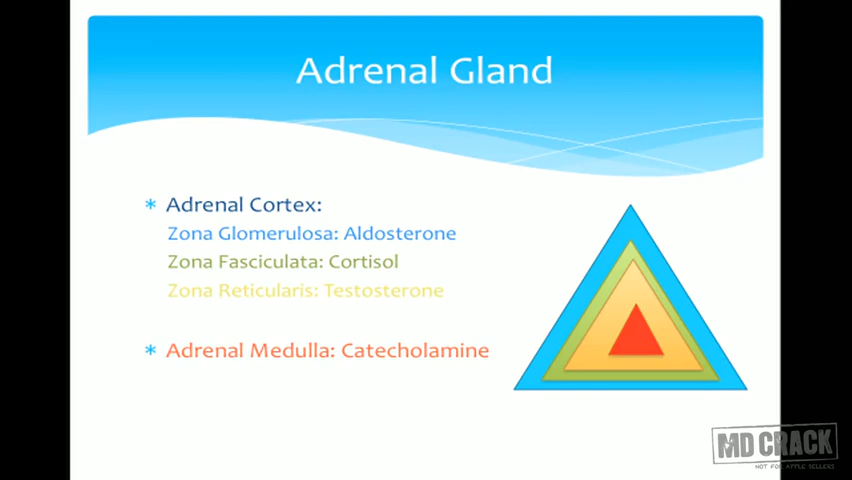 Adrenal Gland
* Adrenal Cortex:
Zona Glomerulosa: Aldosterone
Zona Fasciculata: Cortisol
Zona Reticularis: Testosterone
* Adrenal Medulla: Catecholamine
MD CRACK
NOT FOR APPLE SELLERS